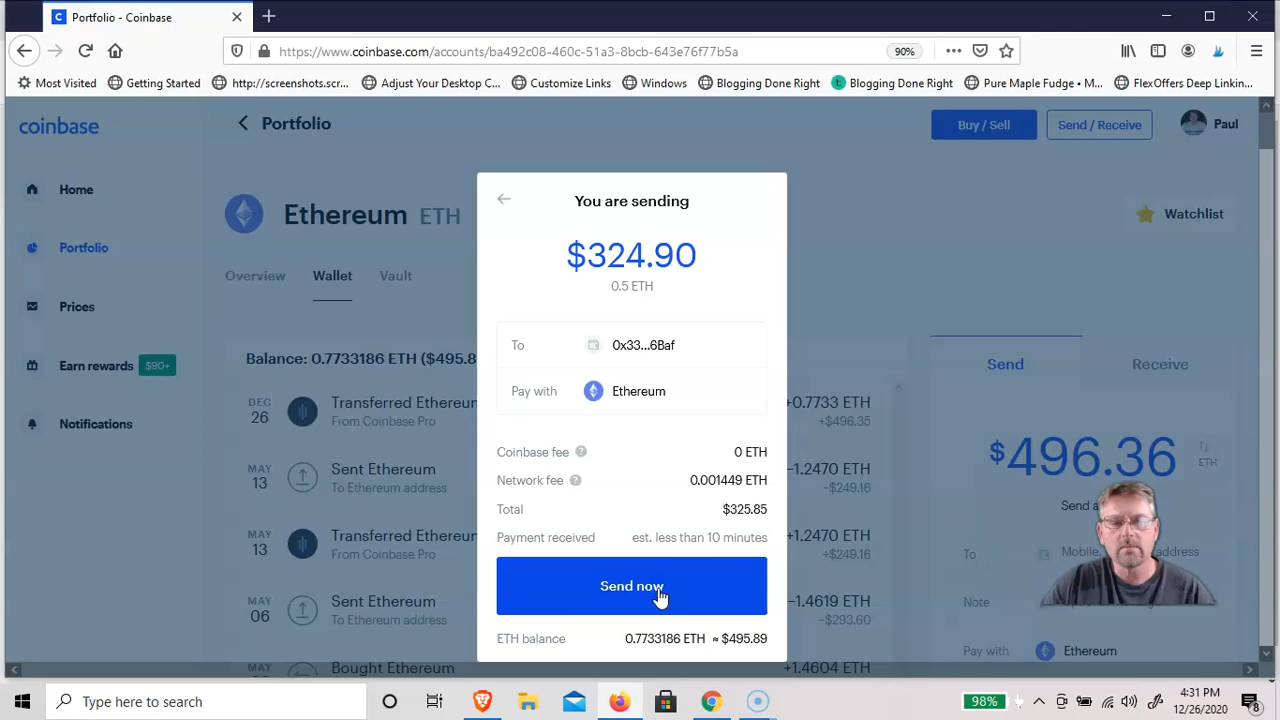 Portfolio - Coinbase
https://www.coinbase.com/accounts/ba492c08-460c-51a3-8bcb-643e76f77b5a
90%
Most Visited
Getting Started
http://screenshots.scr...
Adjust Your Desktop C...
Customize Links
Windows
Blogging Done Right
Blogging Done Right
Pure Maple Fudge • M...
FlexOffers Deep Linkin...
coinbase
Portfolio
Buy / Sell
Send / Receive
Paul
Home
Portfolio
Prices
Earn rewards $90+
Notifications
Ethereum ETH
Watchlist
Overview
Wallet
Vault
Balance: 0.7733186 ETH ($495.8
DEC
26
Transferred Ethereum
From Coinbase Pro
+0.7733 ETH
+$496.35
MAY
13
Sent Ethereum
To Ethereum address
−1.2470 ETH
−$249.16
MAY
13
Transferred Ethereum
From Coinbase Pro
+1.2470 ETH
+$249.16
MAY
06
Sent Ethereum
To Ethereum address
−1.4619 ETH
−$293.60
MAY
Bought Ethereum
+1.4604 ETH
You are sending
$324.90
0.5 ETH
To 0x33...6Baf
Pay with Ethereum
Coinbase fee 0 ETH
Network fee 0.001449 ETH
Total $325.85
Payment received est. less than 10 minutes
Send now
ETH balance 0.7733186 ETH ≈ $495.89
Send
Receive
$496.36
ETH
Send a
To Mobile, address
Note
Pay with Ethereum
Type here to search
98%
4:31 PM
12/26/2020
8